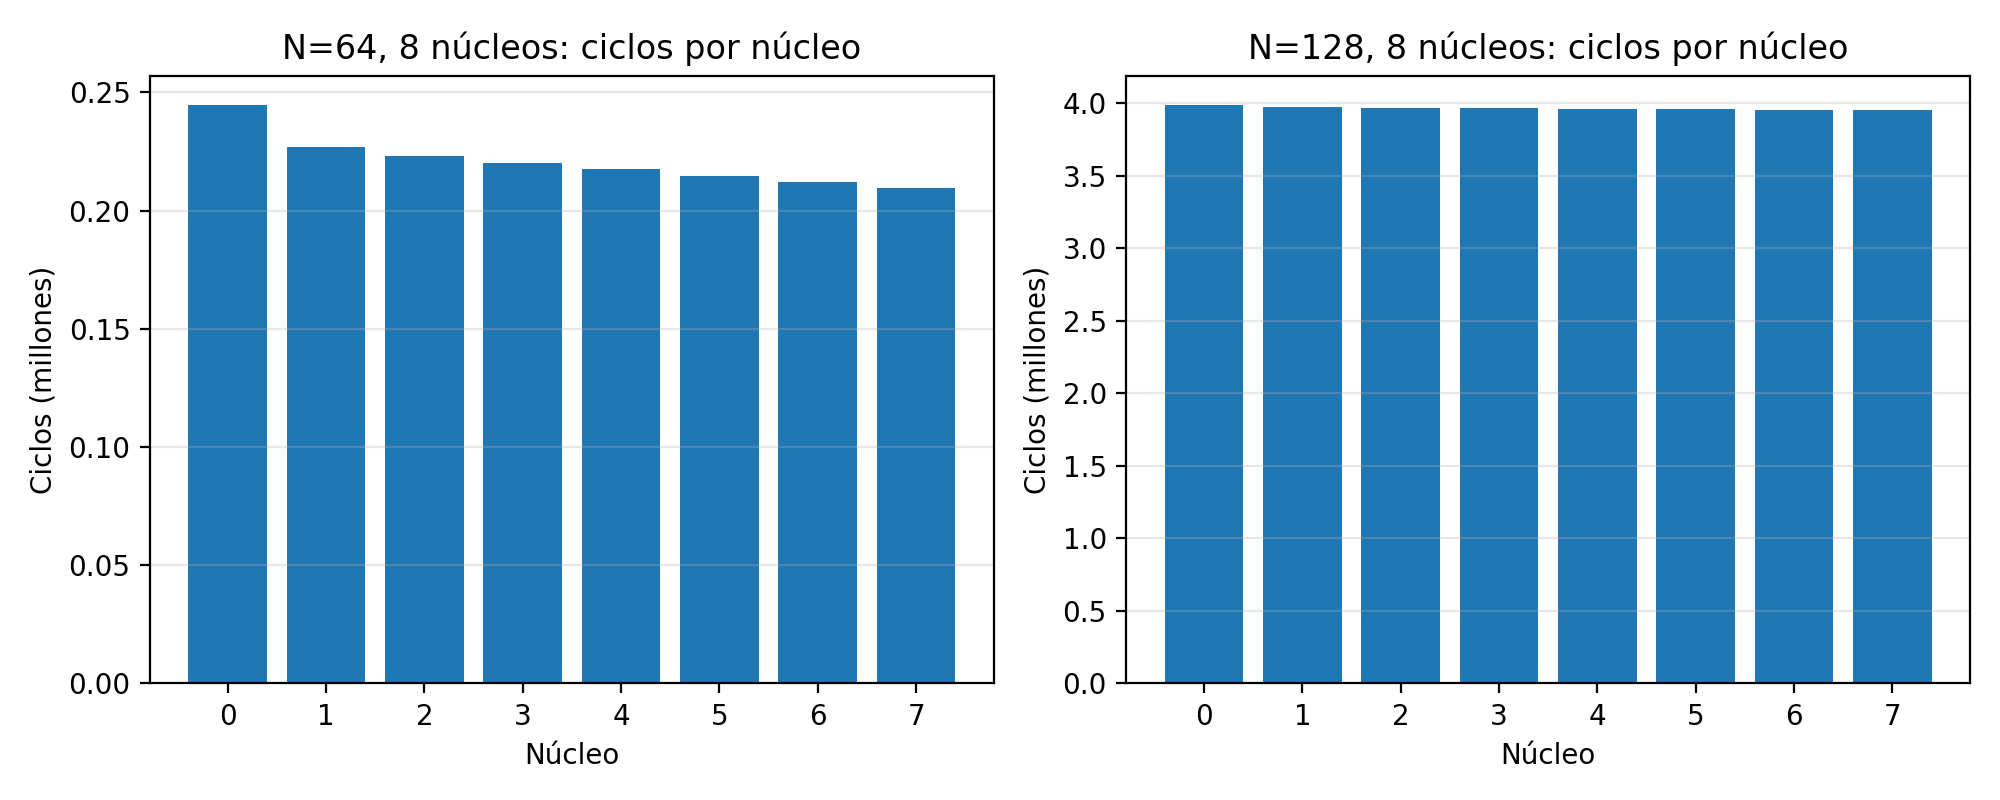 N=64, 8 núcleos: ciclos por núcleo
Ciclos (millones)
0.25
0.20
0.15
0.10
0.05
0.00
0 1 2 3 4 5 6 7
Núcleo
N=128, 8 núcleos: ciclos por núcleo
Ciclos (millones)
4.0
3.5
3.0
2.5
2.0
1.5
1.0
0.5
0.0
0 1 2 3 4 5 6 7
Núcleo